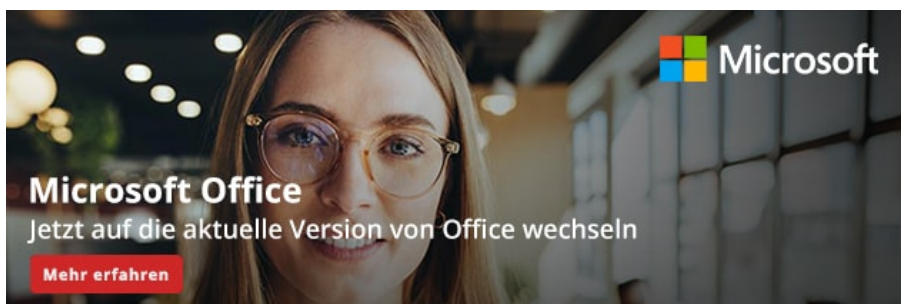 Microsoft
Microsoft Office
Jetzt auf die aktuelle Version von Office wechseln
Mehr erfahren